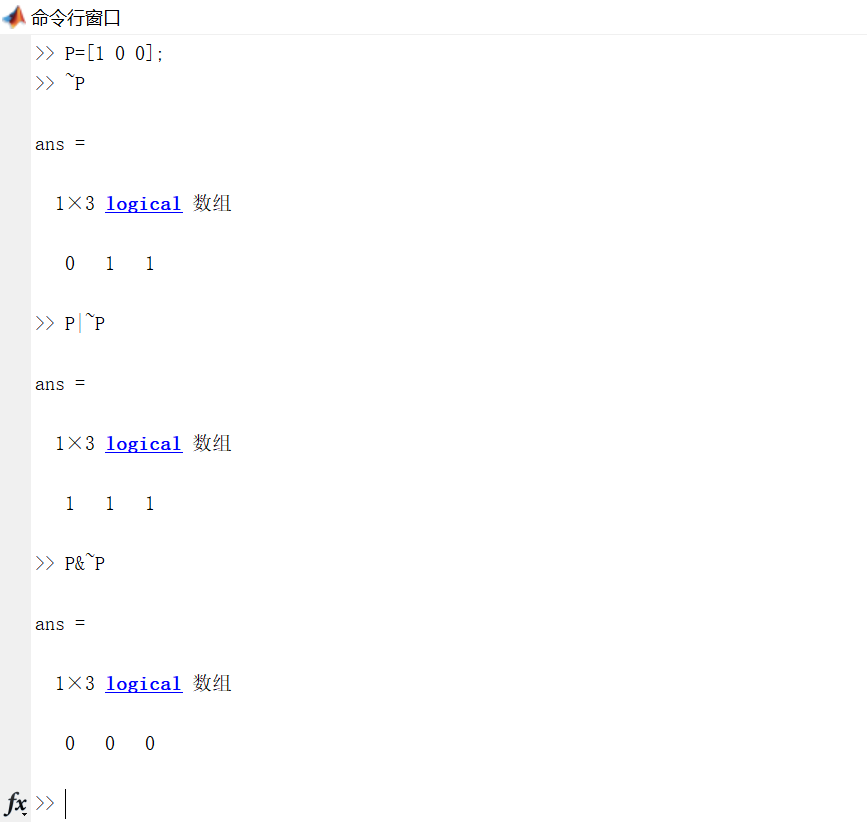 命令行窗口
>> P=[1 0 0];
>> ~P
ans =
1×3 logical 数组
0 1 1
>> P|~P
ans =
1×3 logical 数组
1 1 1
>> P&~P
ans =
1×3 logical 数组
0 0 0
fx >>